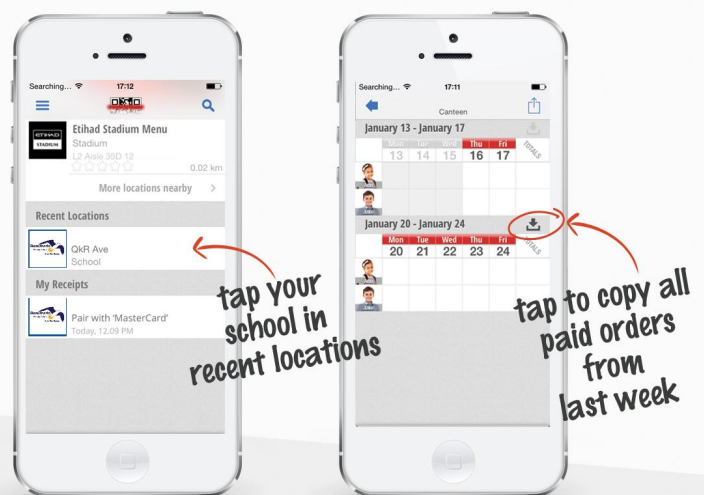 Searching... 17:12
ETIHAD
STADIUM
Etihad Stadium Menu
Stadium
L2 Aisle 35D 12
0.02 km
More locations nearby >
Recent Locations
QkR Ave
School
My Receipts
Pair with 'MasterCard'
Today, 12.09 PM
tap your
school in
recent locations
Searching... 17:11
Canteen
January 13 - January 17
Mon Tue Wed Thu Fri TOTALS
13 14 15 16 17
January 20 - January 24
Mon Tue Wed Thu Fri TOTALS
20 21 22 23 24
tap to copy all
paid orders
from
last week